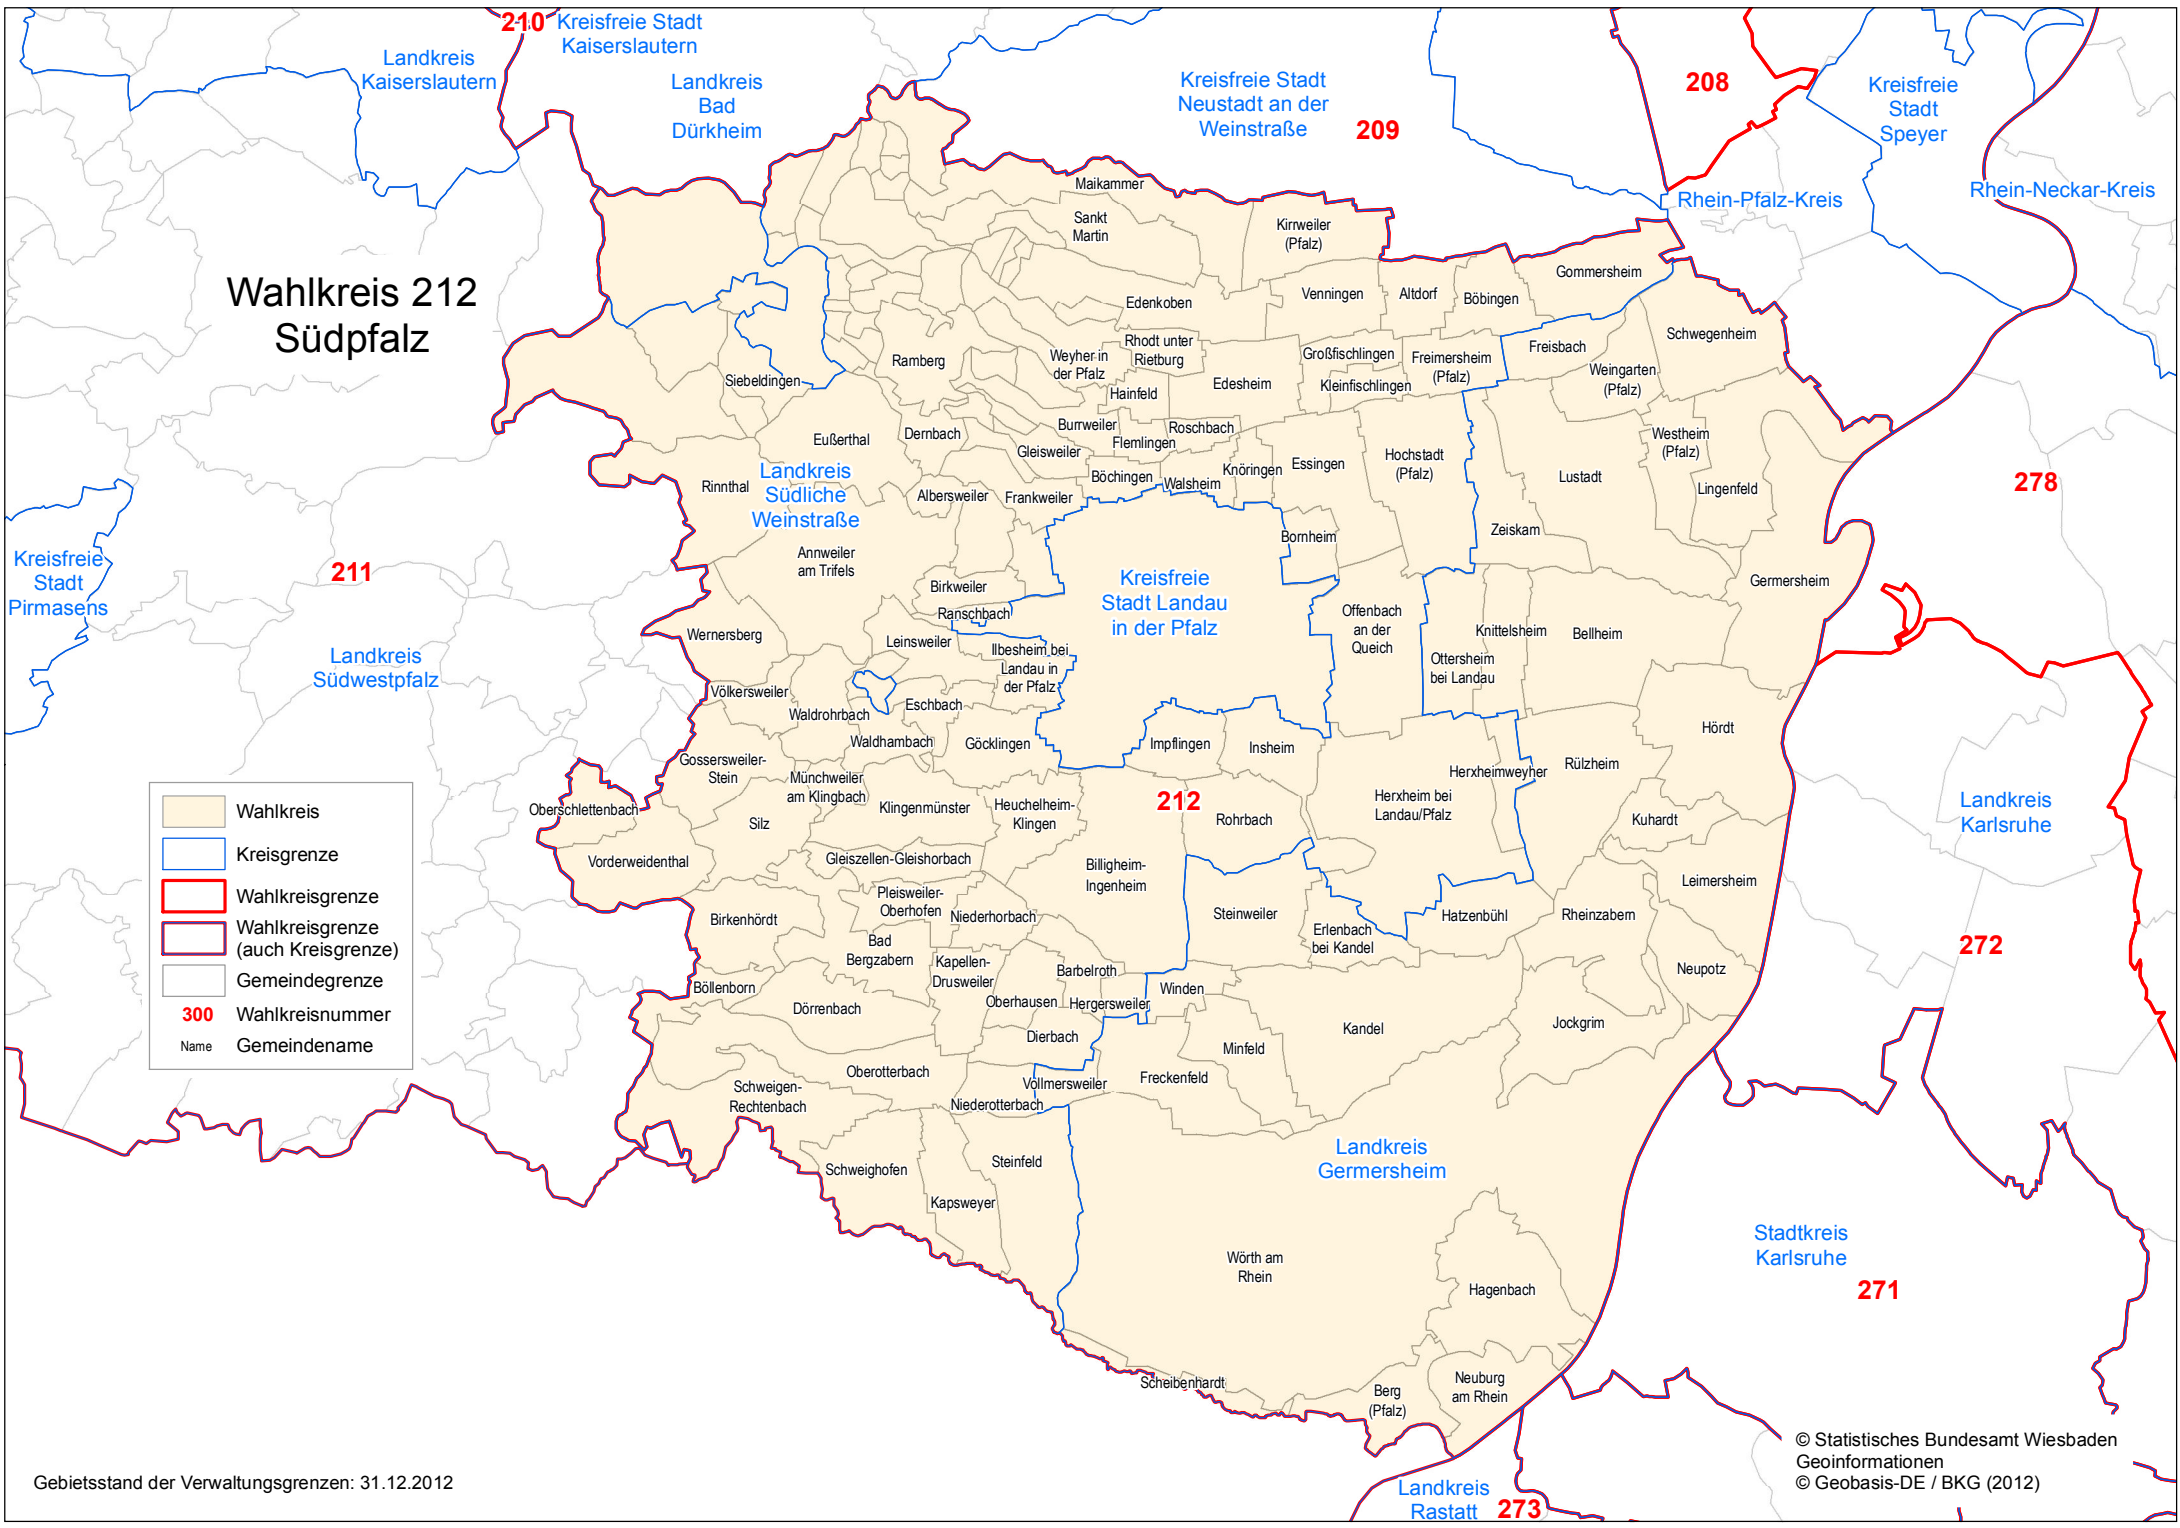 210
Kreisfreie Stadt
Kaiserslautern
Landkreis
Kaiserslautern
Landkreis
Bad
Dürkheim
Kreisfreie Stadt
Neustadt an der
Weinstraße
209
208
Kreisfreie
Stadt
Speyer
Rhein-Pfalz-Kreis
Rhein-Neckar-Kreis
Wahlkreis 212
Südpfalz
Maikammer
Sankt
Martin
Kirrweiler
(Pfalz)
Gommersheim
Venningen
Altdorf
Böbingen
Edenkoben
Schwegenheim
Rhodt unter
Rietburg
Weyher in
der Pfalz
Ramberg
Großfischlingen
Freimersheim
(Pfalz)
Freisbach
Weingarten
(Pfalz)
Siebeldingen
Hainfeld
Edesheim
Kleinfischlingen
Eußerthal
Dernbach
Burrweiler
Flemlingen
Roschbach
Gleisweiler
Westheim
(Pfalz)
Landkreis
Südliche
Weinstraße
Rinnthal
Böchingen
Walsheim
Knöringen
Essingen
Hochstadt
(Pfalz)
Lustadt
Lingenfeld
278
Albersweiler
Frankweiler
Zeiskam
Bornheim
Annweiler
am Trifels
Kreisfreie
Stadt
Pirmasens
211
Birkweiler
Kreisfreie
Stadt Landau
in der Pfalz
Germersheim
Ranschbach
Offenbach
an der
Queich
Wernersberg
Leinsweiler
Knittelsheim
Bellheim
Landkreis
Südwestpfalz
Ilbesheim bei
Landau in
der Pfalz
Ottersheim
bei Landau
Völkersweiler
Waldrohrbach
Eschbach
Hördt
Waldhambach
Göcklingen
Impflingen
Insheim
Gossersweiler-
Stein
Münchweiler
am Klingbach
Herxheimweyher
Rülzheim
Oberschlettenbach
Silz
Klingenmünster
Heuchelheim-
Klingen
212
Rohrbach
Herxheim bei
Landau/Pfalz
Kuhardt
Landkreis
Karlsruhe
Vorderweidenthal
Gleiszellen-Gleishorbach
Billigheim-
Ingenheim
Leimersheim
Birkenhördt
Pleisweiler-
Oberhofen
Niederhorbach
Steinweiler
Erlenbach
bei Kandel
Hatzenbühl
Rheinzabern
272
Bad
Bergzabern
Kapellen-
Drusweiler
Barbelroth
Neupotz
Böllenborn
Dörrenbach
Oberhausen
Hergersweiler
Winden
Dierbach
Kandel
Jockgrim
Minfeld
Oberotterbach
Vollmersweiler
Freckenfeld
Schweigen-
Rechtenbach
Niederotterbach
Landkreis
Germersheim
Schweighofen
Steinfeld
Kapsweyer
Wörth am
Rhein
Hagenbach
Stadtkreis
Karlsruhe
271
Scheibenhardt
Berg
(Pfalz)
Neuburg
am Rhein
Landkreis
Rastatt
273
Wahlkreis
Kreisgrenze
Wahlkreisgrenze
Wahlkreisgrenze
(auch Kreisgrenze)
Gemeindegrenze
300 Wahlkreisnummer
Name Gemeindename
Gebietsstand der Verwaltungsgrenzen: 31.12.2012
© Statistisches Bundesamt Wiesbaden
Geoinformationen
© Geobasis-DE / BKG (2012)